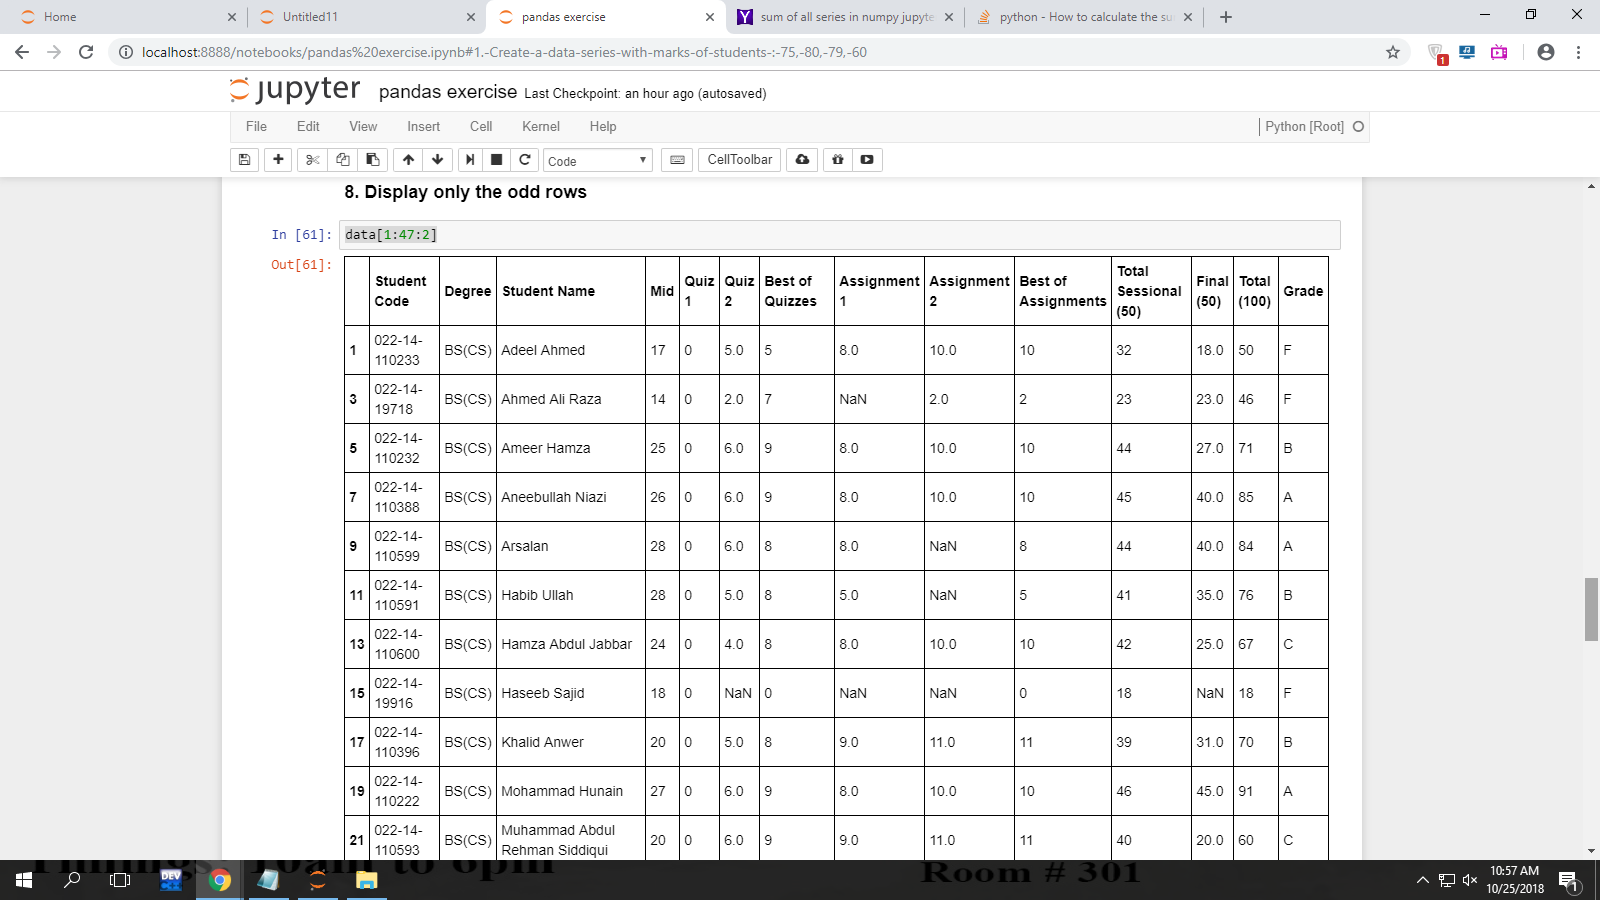 Home
Untitled11
pandas exercise
sum of all series in numpy jupyte
python - How to calculate the su
localhost:8888/notebooks/pandas%20exercise.ipynb#1.-Create-a-data-series-with-marks-of-students-:-75,-80,-79,-60
1
jupyter pandas exercise Last Checkpoint: an hour ago (autosaved)
File Edit View Insert Cell Kernel Help Python [Root]
Code CellToolbar
8. Display only the odd rows
In [61]: data[1:47:2]
Out[61]:
Student Code Degree Student Name Mid Quiz 1 Quiz 2 Best of Quizzes Assignment 1 Assignment 2 Best of Assignments Total Sessional (50) Final (50) Total (100) Grade
1 022-14-110233 BS(CS) Adeel Ahmed 17 0 5.0 5 8.0 10.0 10 32 18.0 50 F
3 022-14-19718 BS(CS) Ahmed Ali Raza 14 0 2.0 7 NaN 2.0 2 23 23.0 46 F
5 022-14-110232 BS(CS) Ameer Hamza 25 0 6.0 9 8.0 10.0 10 44 27.0 71 B
7 022-14-110388 BS(CS) Aneebullah Niazi 26 0 6.0 9 8.0 10.0 10 45 40.0 85 A
9 022-14-110599 BS(CS) Arsalan 28 0 6.0 8 8.0 NaN 8 44 40.0 84 A
11 022-14-110591 BS(CS) Habib Ullah 28 0 5.0 8 5.0 NaN 5 41 35.0 76 B
13 022-14-110600 BS(CS) Hamza Abdul Jabbar 24 0 4.0 8 8.0 10.0 10 42 25.0 67 C
15 022-14-19916 BS(CS) Haseeb Sajid 18 0 NaN 0 NaN NaN 0 18 NaN 18 F
17 022-14-110396 BS(CS) Khalid Anwer 20 0 5.0 8 9.0 11.0 11 39 31.0 70 B
19 022-14-110222 BS(CS) Mohammad Hunain 27 0 6.0 9 8.0 10.0 10 46 45.0 91 A
21 022-14-110593 BS(CS) Muhammad Abdul Rehman Siddiqui 20 0 6.0 9 9.0 11.0 11 40 20.0 60 C
Timings 10am to 6pm
Room # 301
DEV
10:57 AM
10/25/2018
1